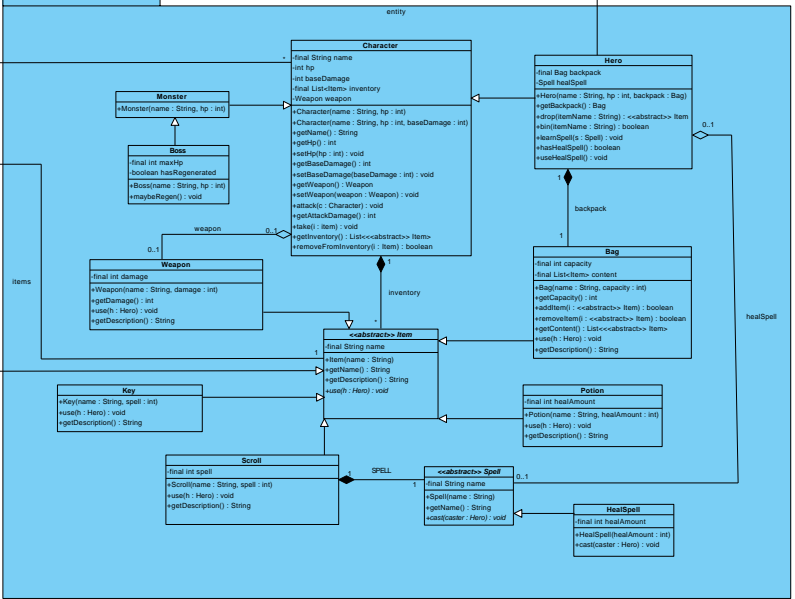 entity
Character
-final String name
-int hp
-int baseDamage
-final List<Item> inventory
-Weapon weapon
+Character(name : String, hp : int)
+Character(name : String, hp : int, baseDamage : int)
+getName() : String
+getHp() : int
+setHp(hp : int) : void
+getBaseDamage() : int
+setBaseDamage(baseDamage : int) : void
+getWeapon() : Weapon
+setWeapon(weapon : Weapon) : void
+attack(c : Character) : void
+getAttackDamage() : int
+take(i : item) : void
+getInventory() : List<<<abstract>> Item>
+removeFromInventory(i : Item) : boolean
*
Hero
-final Bag backpack
-Spell healSpell
+Hero(name : String, hp : int, backpack : Bag)
+getBackpack() : Bag
+drop(itemName : String) : <<abstract>> Item
+bin(itemName : String) : boolean
+learnSpell(s : Spell) : void
+hasHealSpell() : boolean
+useHealSpell() : void
0..1
Monster
+Monster(name : String, hp : int)
Boss
-final int maxHp
-boolean hasRegenerated
+Boss(name : String, hp : int)
+maybeRegen() : void
1
backpack
1
weapon
0..1
0..1
Weapon
-final int damage
+Weapon(name : String, damage : int)
+getDamage() : int
+use(h : Hero) : void
+getDescription() : String
1
inventory
*
Bag
-final int capacity
-final List<Item> content
+Bag(name : String, capacity : int)
+getCapacity() : int
+addItem(i : <<abstract>> Item) : boolean
+removeItem(i : <<abstract>> Item) : boolean
+getContent() : List<<<abstract>> Item>
+use(h : Hero) : void
+getDescription() : String
items
healSpell
1
<<abstract>> Item
-final String name
+Item(name : String)
+getName() : String
+getDescription() : String
+use(h : Hero) : void
Key
+Key(name : String, spell : int)
+use(h : Hero) : void
+getDescription() : String
Potion
-final int healAmount
+Potion(name : String, healAmount : int)
+use(h : Hero) : void
+getDescription() : String
Scroll
-final int spell
+Scroll(name : String, spell : int)
+use(h : Hero) : void
+getDescription() : String
1
SPELL
1
<<abstract>> Spell
-final String name
+Spell(name : String)
+getName() : String
+cast(caster : Hero) : void
0..1
HealSpell
-final int healAmount
+HealSpell(healAmount : int)
+cast(caster : Hero) : void